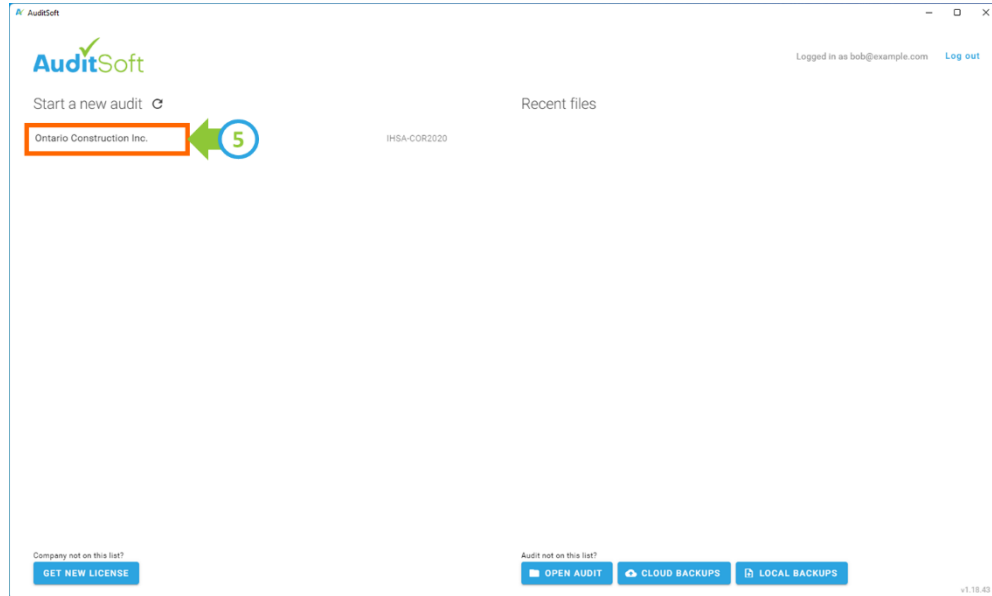 AuditSoft
AuditSoft
Logged in as bob@example.com Log out
Start a new audit
Recent files
Ontario Construction Inc.
5
IHSA-COR2020
Company not on this list?
GET NEW LICENSE
Audit not on this list?
OPEN AUDIT
CLOUD BACKUPS
LOCAL BACKUPS
v1.18.43